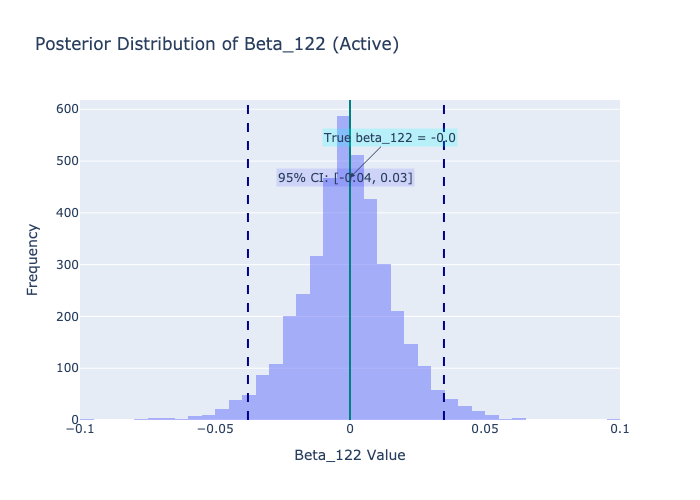 Posterior Distribution of Beta_122 (Active)
600
True beta_122 = -0.0
500
95% CI: [-0.04, 0.03]
400
Frequency
300
200
100
0
−0.1
−0.05
0
0.05
0.1
Beta_122 Value